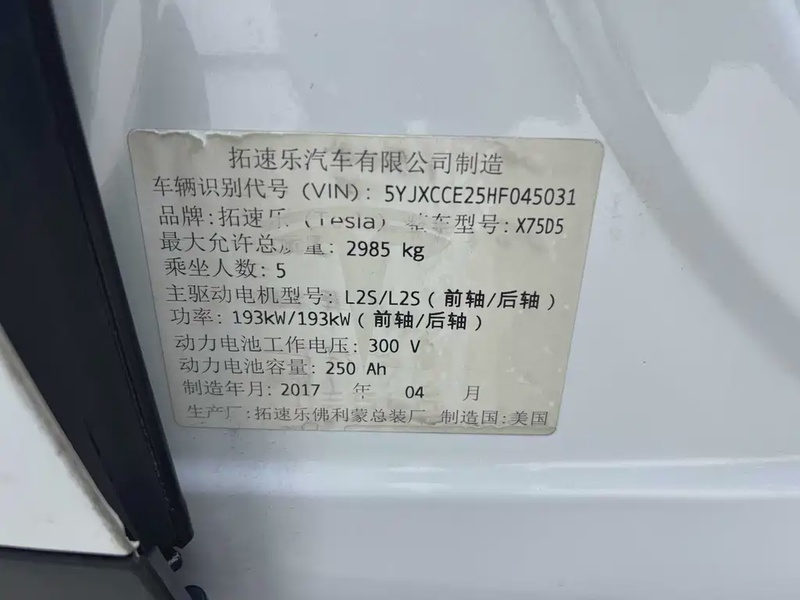 拓速乐汽车有限公司制造
车辆识别代号 (VIN): 5YJXCCE25HF045031
品牌: 拓速乐 (Tesla) 整车型号: X75D5
最大允许总质量: 2985 kg
乘坐人数: 5
主驱动电机型号: L2S/L2S (前轴/后轴)
功率: 193kW/193kW (前轴/后轴)
动力电池工作电压: 300 V
动力电池容量: 250 Ah
制造年月: 2017 年 04 月
生产厂: 拓速乐佛利蒙总装厂 制造国: 美国